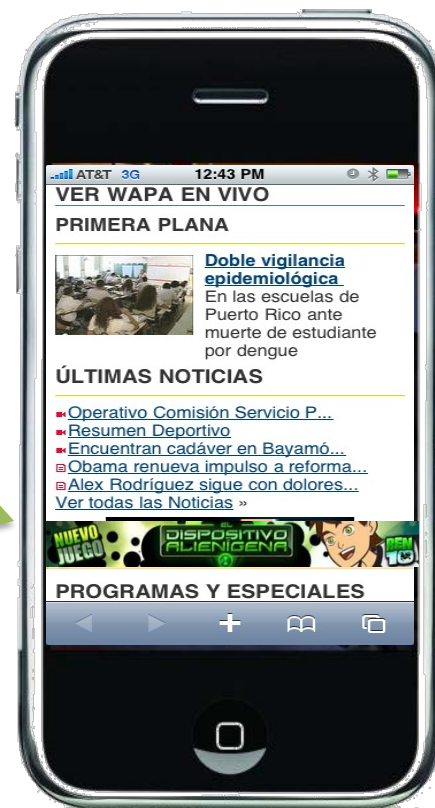 AT&T 3G 12:43 PM
VER WAPA EN VIVO
PRIMERA PLANA
Doble vigilancia
epidemiológica
En las escuelas de
Puerto Rico ante
muerte de estudiante
por dengue
ÚLTIMAS NOTICIAS
Operativo Comisión Servicio P...
Resumen Deportivo
Encuentran cadáver en Bayamó...
Obama renueva impulso a reforma...
Alex Rodríguez sigue con dolores...
Ver todas las Noticias »
NUEVO
JUEGO
EL
DISPOSITIVO
ALIENÍGENA
BEN
10
PROGRAMAS Y ESPECIALES